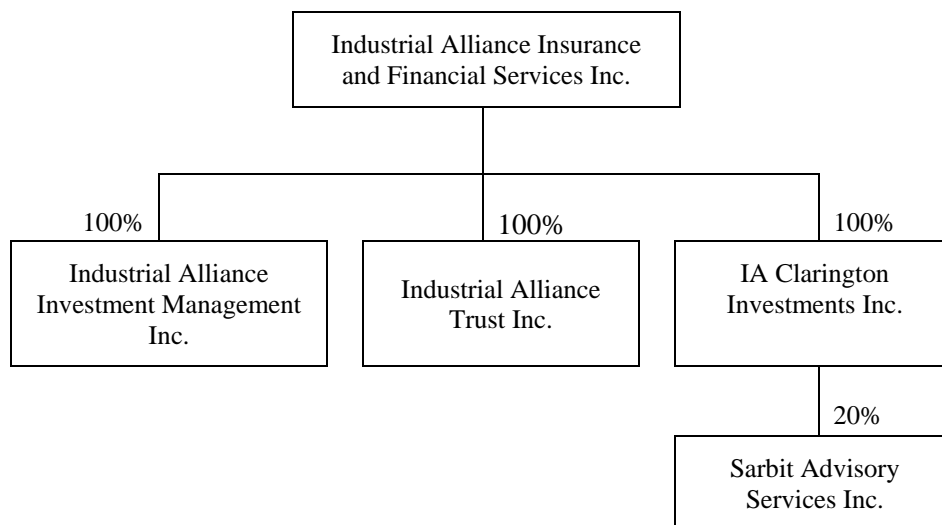 Industrial Alliance Insurance
and Financial Services Inc.
100%
100%
100%
Industrial Alliance
Investment Management
Inc.
Industrial Alliance
Trust Inc.
IA Clarington
Investments Inc.
20%
Sarbit Advisory
Services Inc.